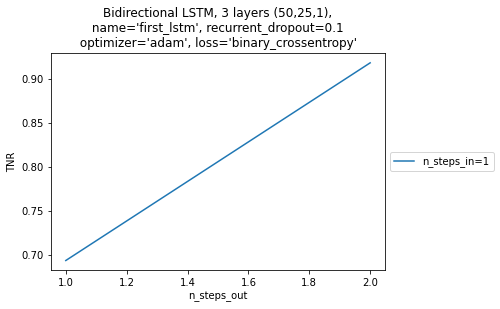 Bidirectional LSTM, 3 layers (50,25,1),
name='first_lstm', recurrent_dropout=0.1
optimizer='adam', loss='binary_crossentropy'
0.90
0.85
0.80
0.75
0.70
TNR
n_steps_in=1
1.0 1.2 1.4 1.6 1.8 2.0
n_steps_out